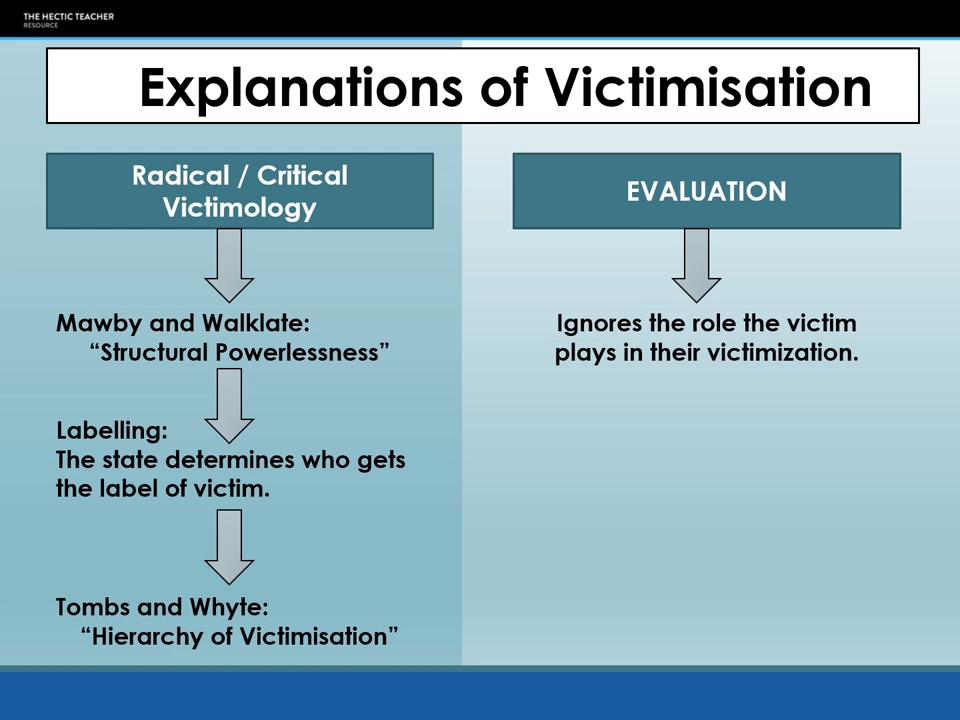 THE HECTIC TEACHER
RESOURCE
Explanations of Victimisation
Radical / Critical
Victimology
Mawby and Walklate:
“Structural Powerlessness”
Labelling:
The state determines who gets
the label of victim.
Tombs and Whyte:
“Hierarchy of Victimisation”
EVALUATION
Ignores the role the victim
plays in their victimization.